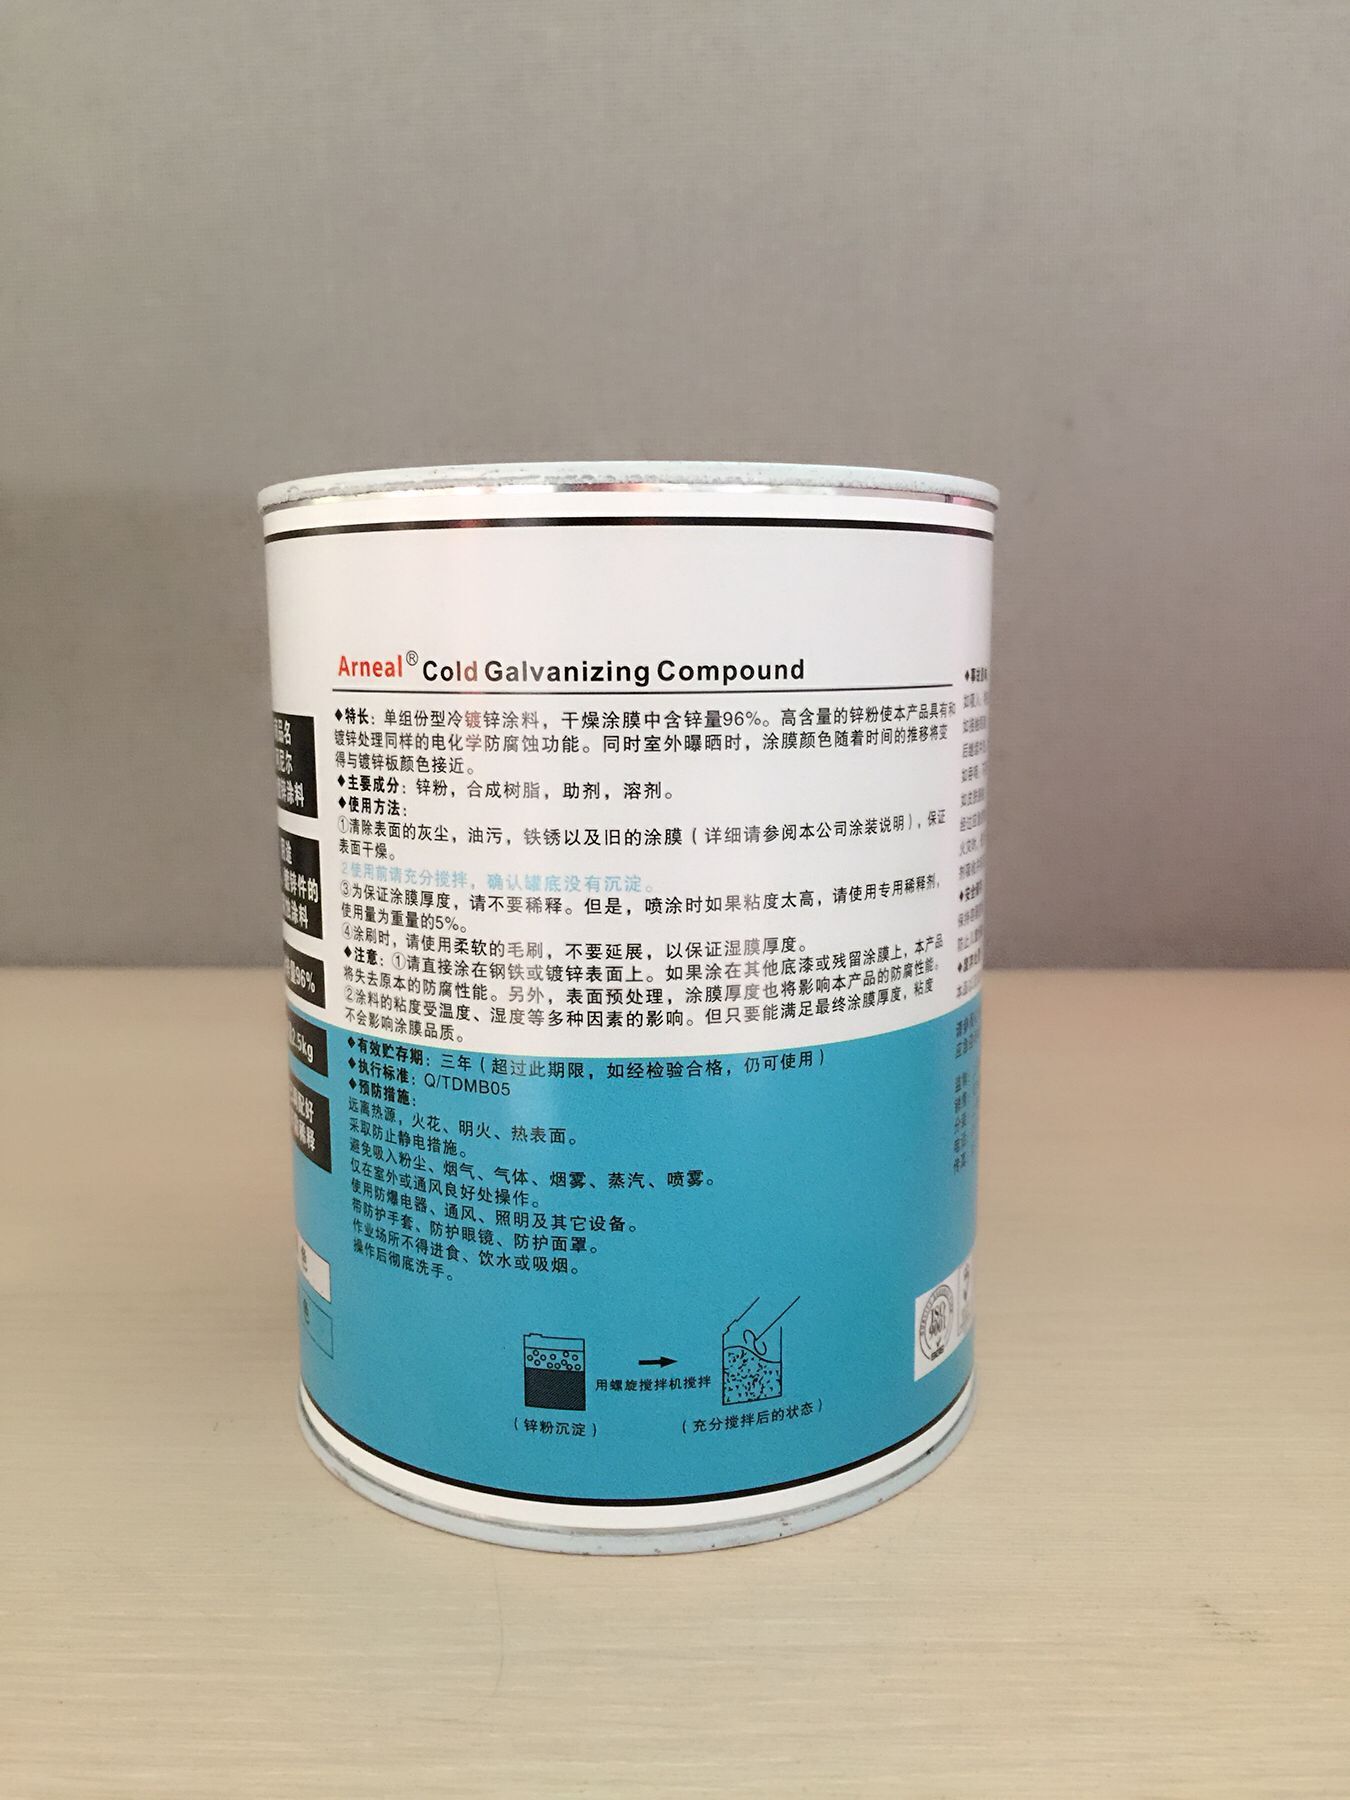 Arneal® Cold Galvanizing Compound
◆特长：单组份型冷镀锌涂料，干燥涂膜中含锌量96%。高含量的锌粉使本产品具有和
镀锌处理同样的电化学防腐蚀功能。同时室外曝晒时，涂膜颜色随着时间的推移将变
得与镀锌板颜色接近。
◆主要成分：锌粉，合成树脂，助剂，溶剂。
◆使用方法：
①清除表面的灰尘，油污，铁锈以及旧的涂膜（详细请参阅本公司涂装说明），保证
表面干燥。
2使用前请充分搅拌，确认罐底没有沉淀。
③为保证涂膜厚度，请不要稀释。但是，喷涂时如果粘度太高，请使用专用稀释剂，
使用量为重量的5%。
④涂刷时，请使用柔软的毛刷，不要延展，以保证湿膜厚度。
◆注意：①请直接涂在钢铁或镀锌表面上。如果涂在其他底漆或残留涂膜上，本产品
将失去原本的防腐性能。另外，表面预处理，涂膜厚度也将影响本产品的防腐性能。
②涂料的粘度受温度、湿度等多种因素的影响。但只要能满足最终涂膜厚度，粘度
不会影响涂膜品质。
◆有效贮存期：三年（超过此期限，如经检验合格，仍可使用）
◆执行标准：Q/TDMB05
◆预防措施：
远离热源，火花、明火、热表面。
采取防止静电措施。
避免吸入粉尘、烟气、气体、烟雾、蒸汽、喷雾。
仅在室外或通风良好处操作。
使用防爆电器、通风、照明及其它设备。
带防护手套、防护眼镜、防护面罩。
作业场所不得进食、饮水或吸烟。
操作后彻底洗手。
用螺旋搅拌机搅拌
（锌粉沉淀）
（充分搅拌后的状态）
品名
尼尔
锌涂料
造
锌件的
涂料
96%
2.5kg
配好
稀释
色
色
ISO